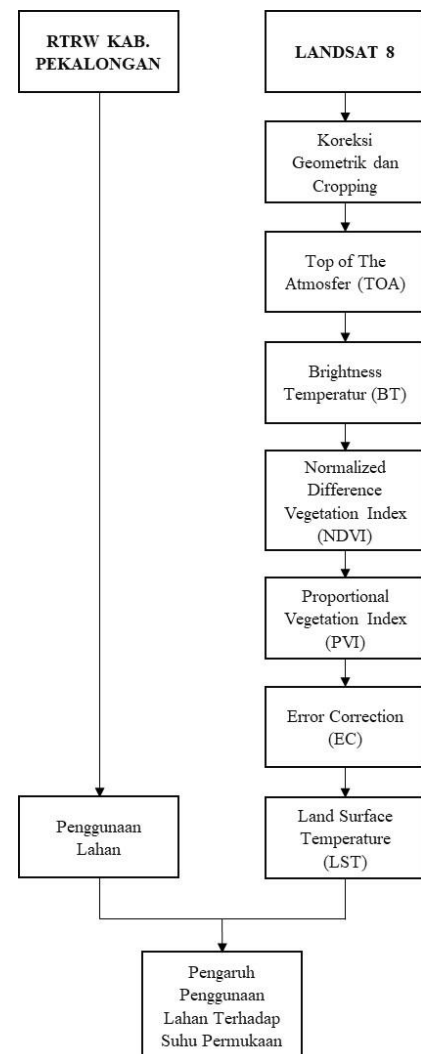 RTRW KAB.
PEKALONGAN
LANDSAT 8
Koreksi
Geometrik dan
Cropping
Top of The
Atmosfer (TOA)
Brightness
Temperatur (BT)
Normalized
Difference
Vegetation Index
(NDVI)
Proportional
Vegetation Index
(PVI)
Error Correction
(EC)
Penggunaan
Lahan
Land Surface
Temperature
(LST)
Pengaruh
Penggunaan
Lahan Terhadap
Suhu Permukaan